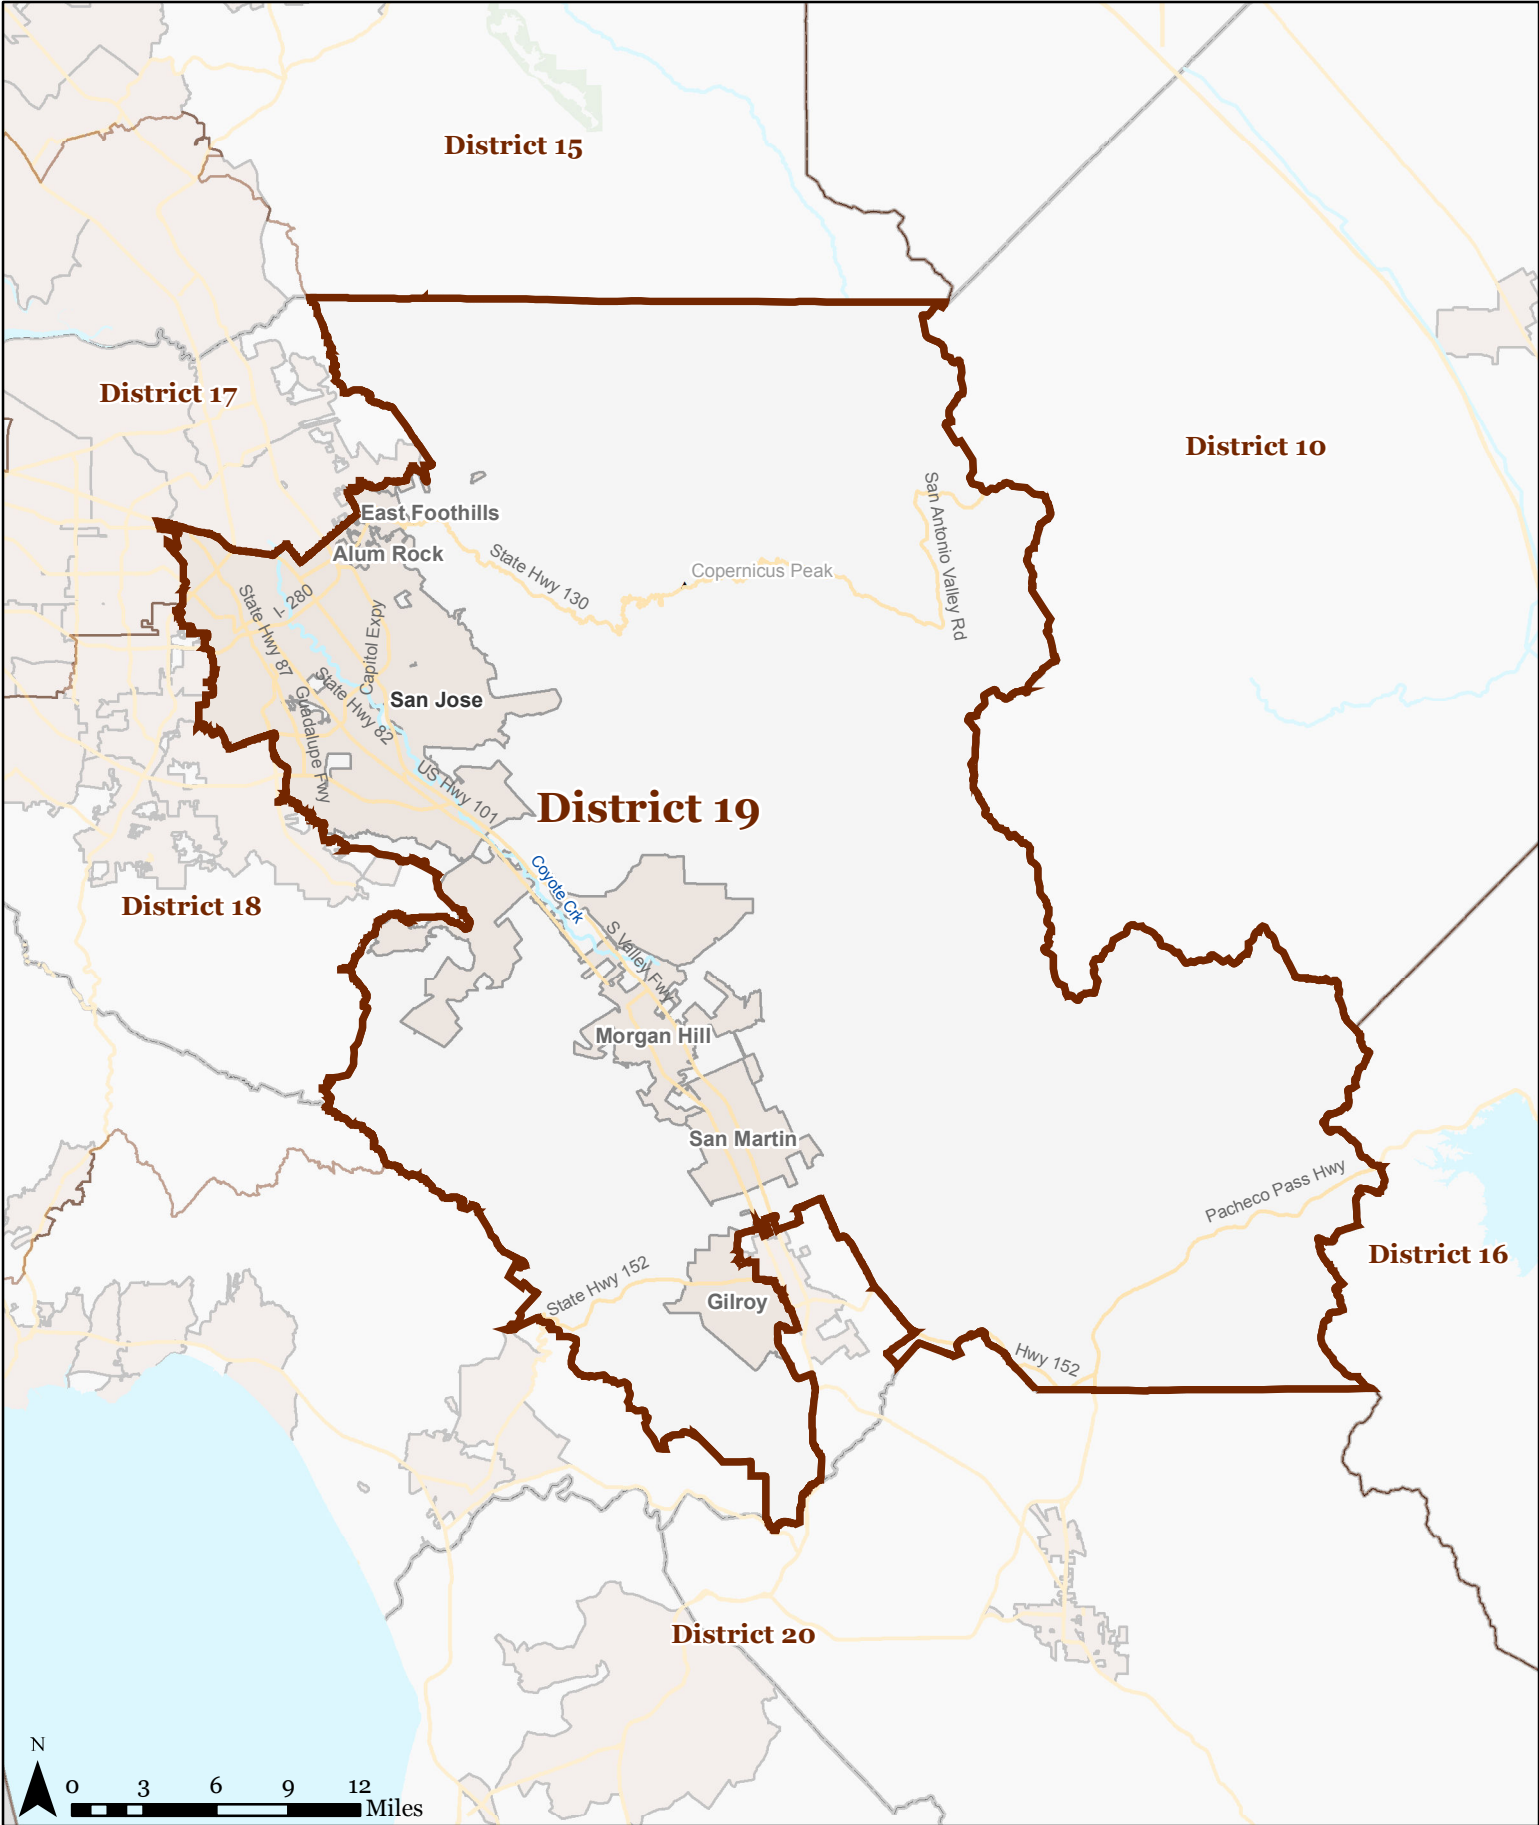 District 15
District 17
District 10
East Foothills
Alum Rock
State Hwy 130
Copernicus Peak
San Antonio Valley Rd
I- 280
State Hwy 87
Capitol Expy
State Hwy 82
San Jose
Guadalupe Fwy
US Hwy 101
District 19
Coyote Crk
District 18
S Valley Fwy
Morgan Hill
San Martin
Pacheco Pass Hwy
District 16
State Hwy 152
Gilroy
Hwy 152
District 20
N
0 3 6 9 12
Miles